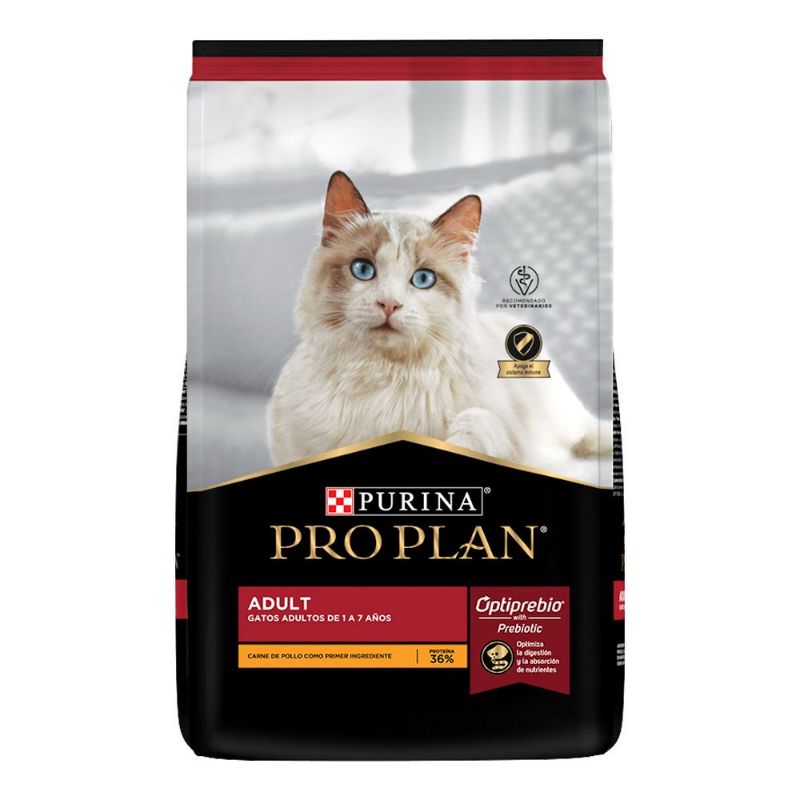 RECOMENDADO
POR VETERINARIOS
Apoya el
sistema inmune
PURINA®
PRO PLAN®
ADULT
GATOS ADULTOS DE 1 A 7 AÑOS
CARNE DE POLLO COMO PRIMER INGREDIENTE
PROTEÍNA
36%
Optiprebio®
with
Prebiotic
Optimiza
la digestión
y la absorción
de nutrientes